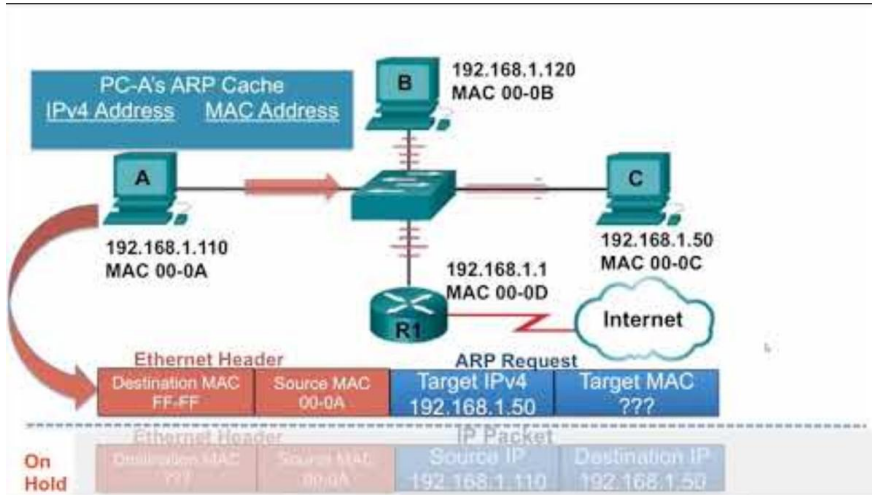 PC-A's ARP Cache
IPv4 Address MAC Address
B
192.168.1.120
MAC 00-0B
A
192.168.1.110
MAC 00-0A
C
192.168.1.50
MAC 00-0C
192.168.1.1
MAC 00-0D
R1
Internet
Ethernet Header
ARP Request
Destination MAC
FF-FF
Source MAC
00-0A
Target IPv4
192.168.1.50
Target MAC
???
On
Hold
Ethernet Header
IP Packet
Destination MAC
???
Source MAC
00-0A
Source IP
192.168.1.110
Destination IP
192.168.1.50